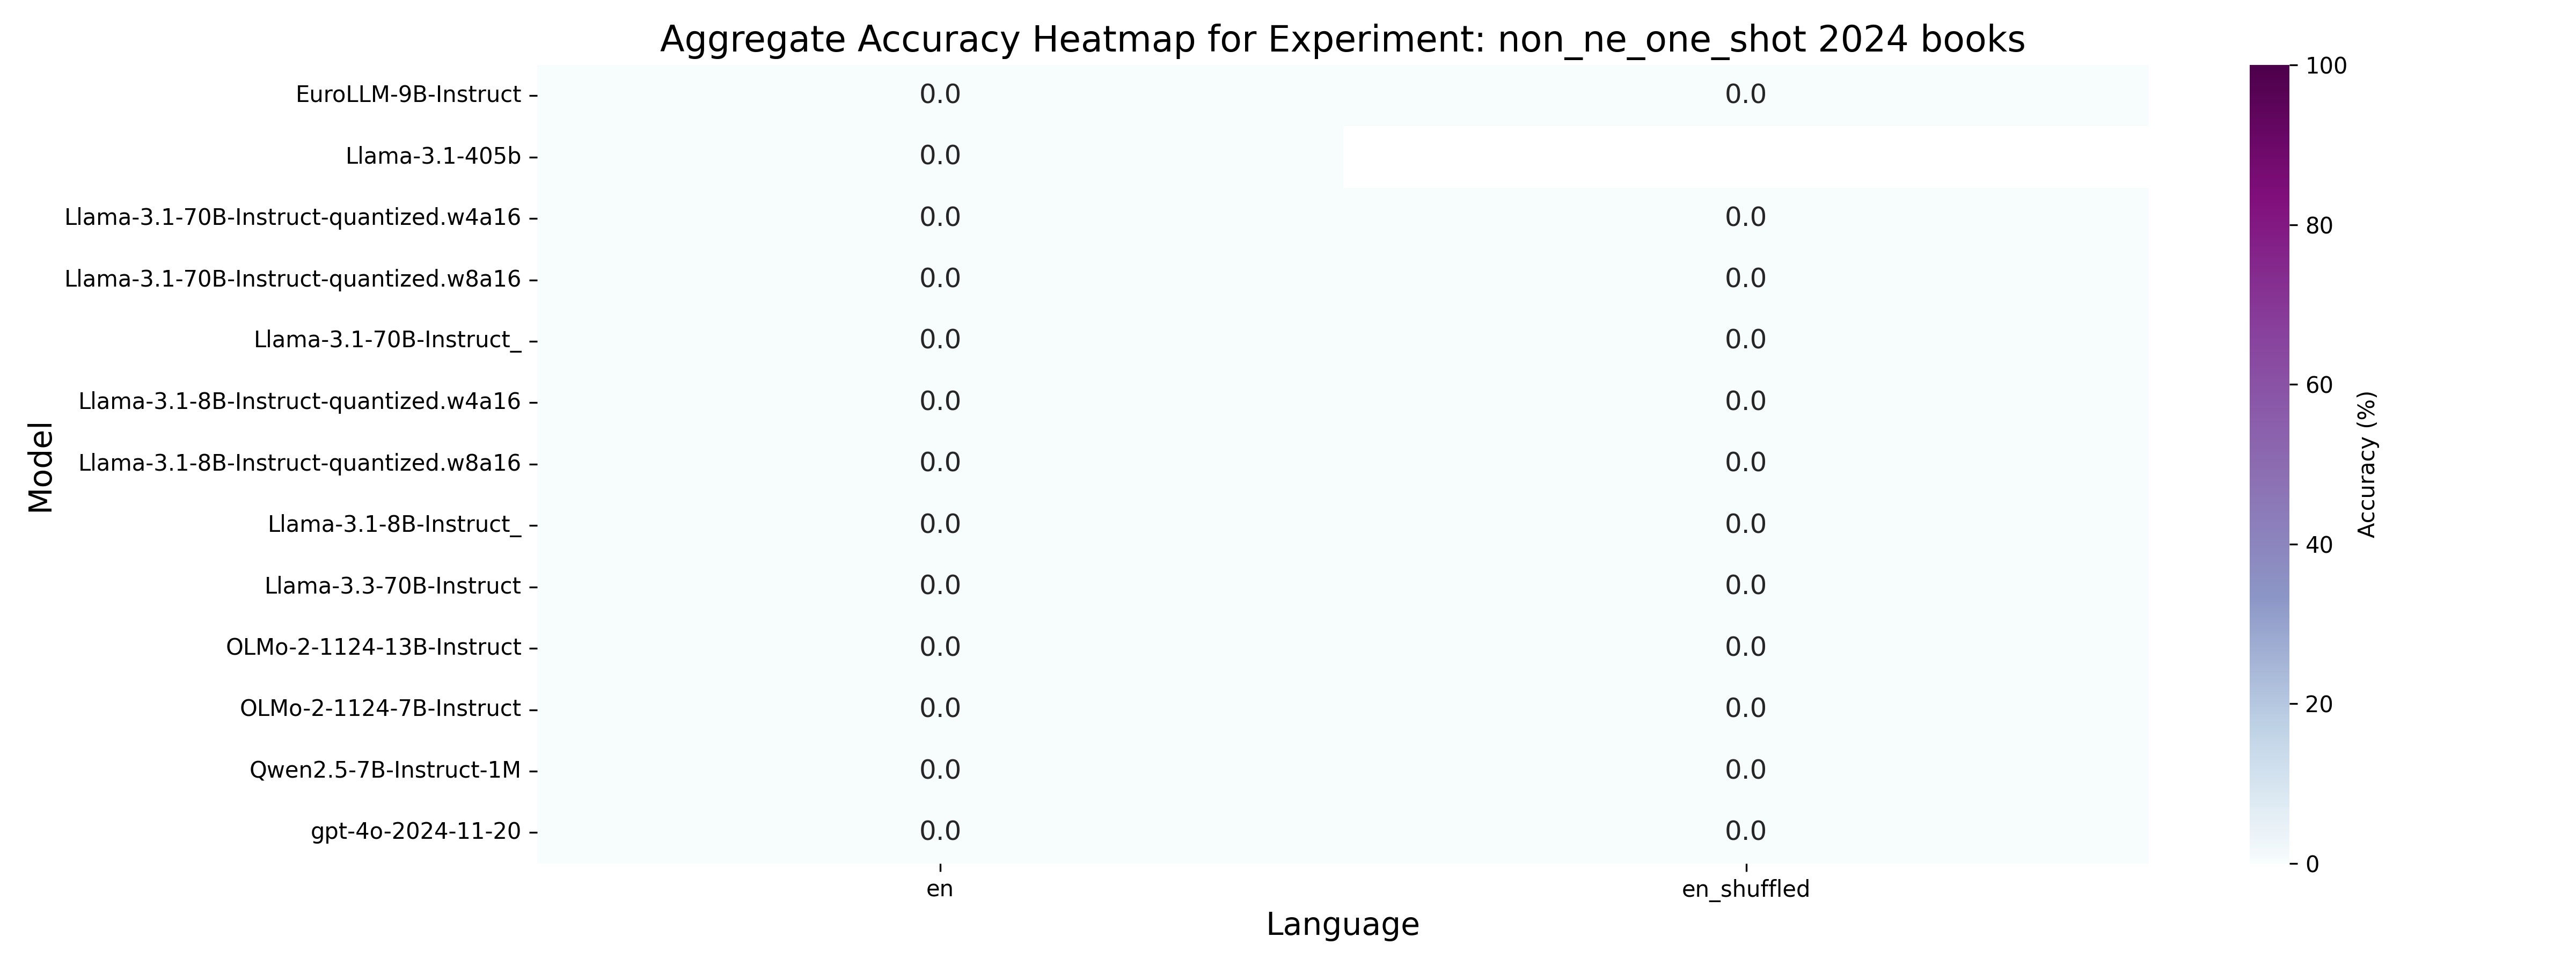 Aggregate Accuracy Heatmap for Experiment: non_ne_one_shot 2024 books
Model
EuroLLM-9B-Instruct 0.0 0.0
Llama-3.1-405b 0.0
Llama-3.1-70B-Instruct-quantized.w4a16 0.0 0.0
Llama-3.1-70B-Instruct-quantized.w8a16 0.0 0.0
Llama-3.1-70B-Instruct_ 0.0 0.0
Llama-3.1-8B-Instruct-quantized.w4a16 0.0 0.0
Llama-3.1-8B-Instruct-quantized.w8a16 0.0 0.0
Llama-3.1-8B-Instruct_ 0.0 0.0
Llama-3.3-70B-Instruct 0.0 0.0
OLMo-2-1124-13B-Instruct 0.0 0.0
OLMo-2-1124-7B-Instruct 0.0 0.0
Qwen2.5-7B-Instruct-1M 0.0 0.0
gpt-4o-2024-11-20 0.0 0.0
en en_shuffled
Language
100
80
60
40
20
0
Accuracy (%)